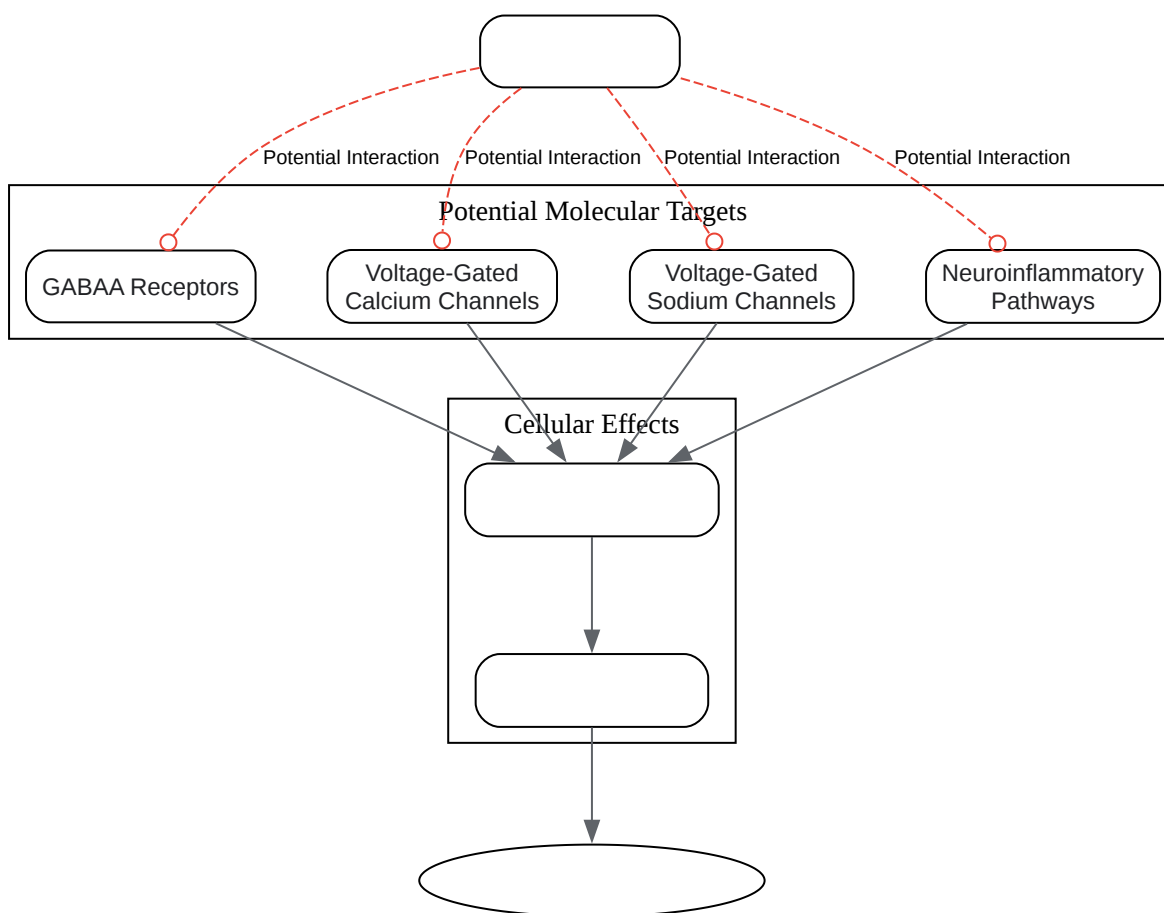 Potential Interaction
Potential Interaction
Potential Interaction
Potential Interaction
Potential Molecular Targets
GABAA Receptors
Voltage-Gated
Calcium Channels
Voltage-Gated
Sodium Channels
Neuroinflammatory
Pathways
Cellular Effects